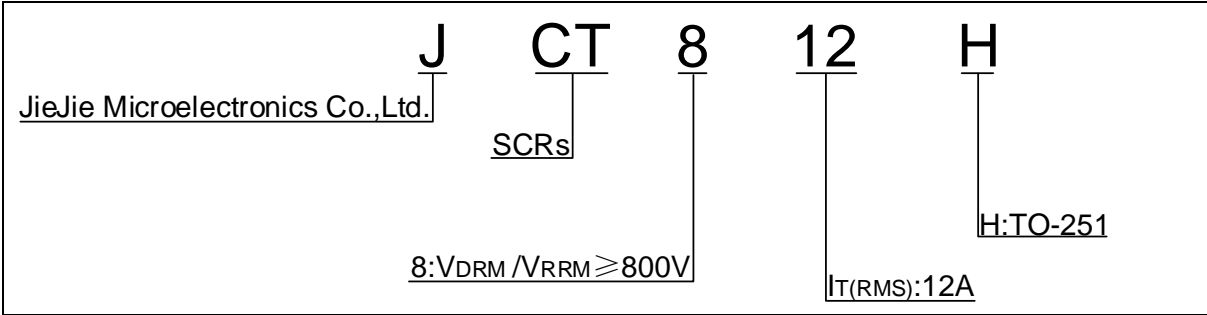 J CT 8 12 H
JieJie Microelectronics Co.,Ltd.
SCRs
H:TO-251
8:VDRM/VRRM≥800V
IT(RMS):12A